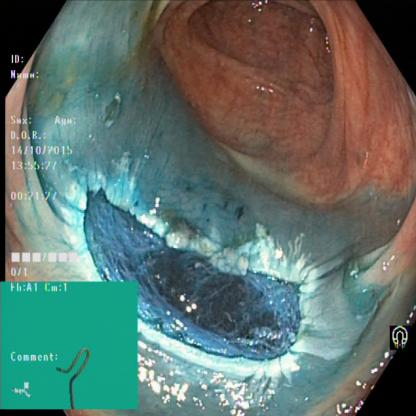 ID:
Name:
Sex: Age:
D.O.B.:
14/10/2015
13:55:27
00:21:27
0/1
Eh:A1 Cm:1
Comment: